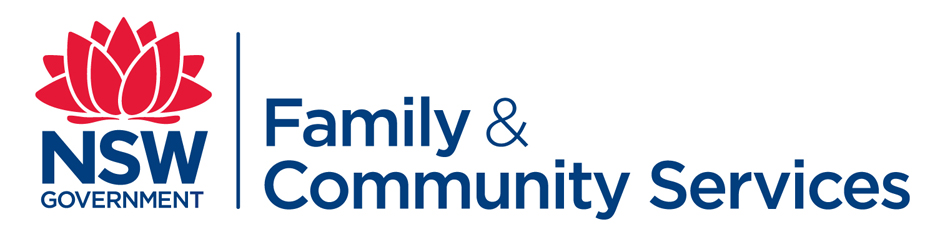 NSW
GOVERNMENT
Family &
Community Services